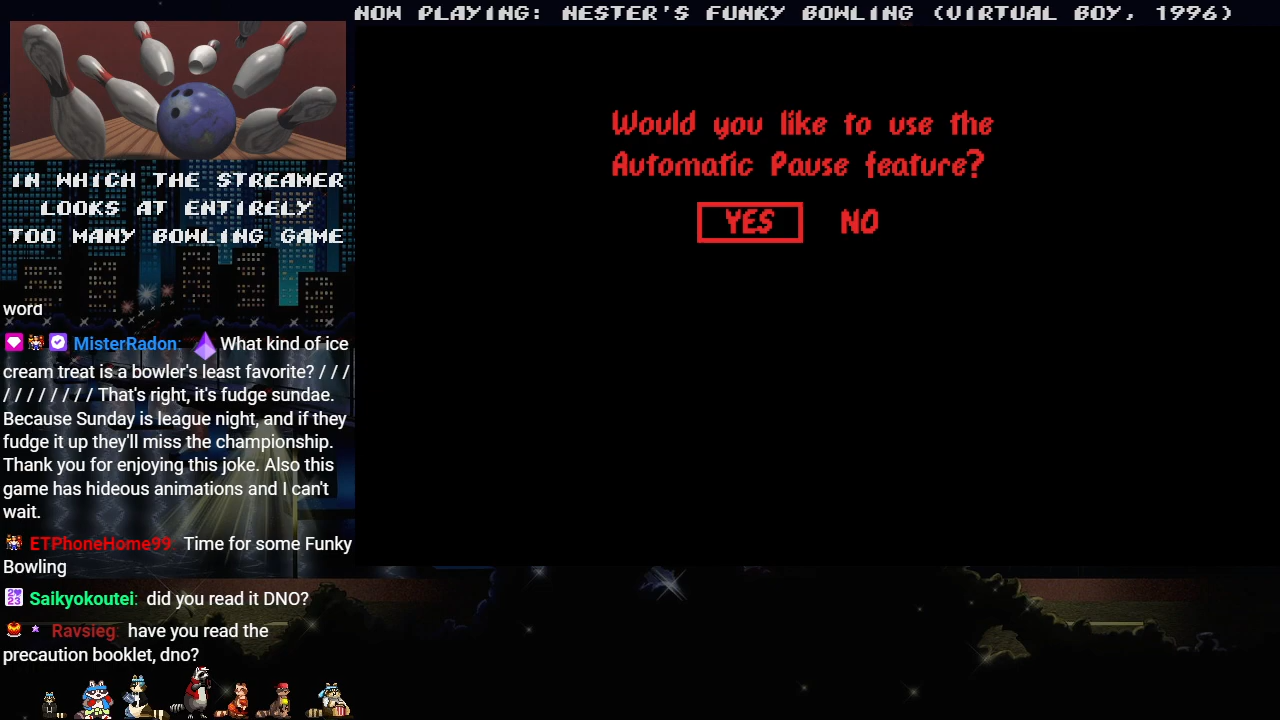 NOW PLAYING: NESTER'S FUNKY BOWLING (VIRTUAL BOY, 1996)
IN WHICH THE STREAMER
LOOKS AT ENTIRELY
TOO MANY BOWLING GAME
Would you like to use the
Automatic Pause feature?
YES NO
word
MisterRadon: What kind of ice
cream treat is a bowler's least favorite? / / /
/ / / / / / / / That's right, it's fudge sundae.
Because Sunday is league night, and if they
fudge it up they'll miss the championship.
Thank you for enjoying this joke. Also this
game has hideous animations and I can't
wait.
ETPhoneHome99: Time for some Funky
Bowling
Saikyokoutei: did you read it DNO?
Ravsieg: have you read the
precaution booklet, dno?